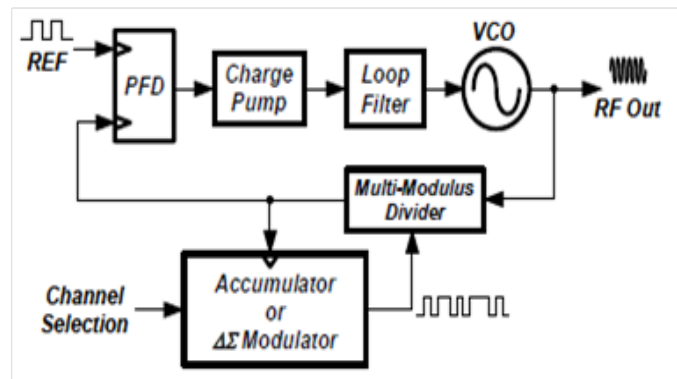 REF
PFD
Charge
Pump
Loop
Filter
VCO
RF Out
Multi-Modulus
Divider
Channel
Selection
Accumulator
or
ΔΣ Modulator